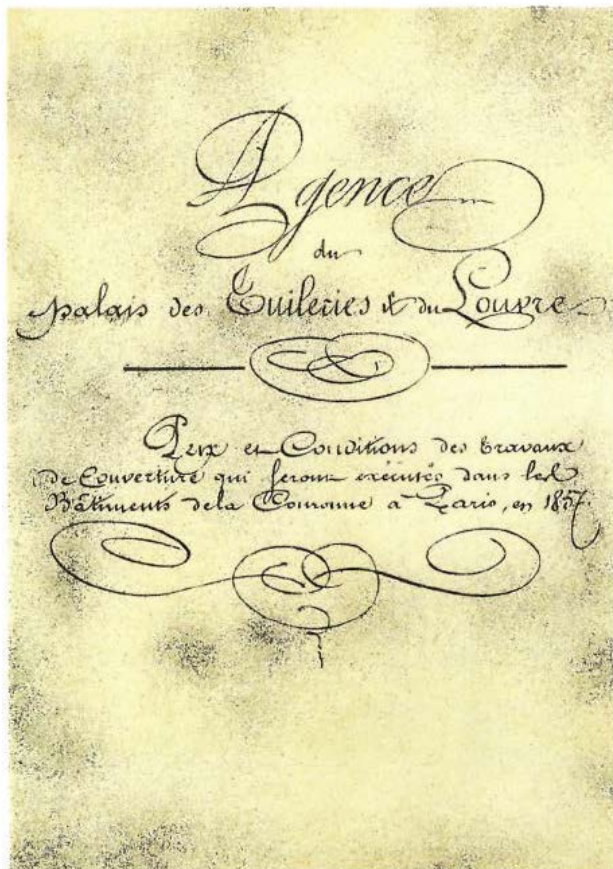 Agence
du
palais des Tuileries et du Louvre
Prix et Conditions des travaux
de Couverture qui seront exécutés dans les
Bâtiments de la Couronne à Paris, en 1857.